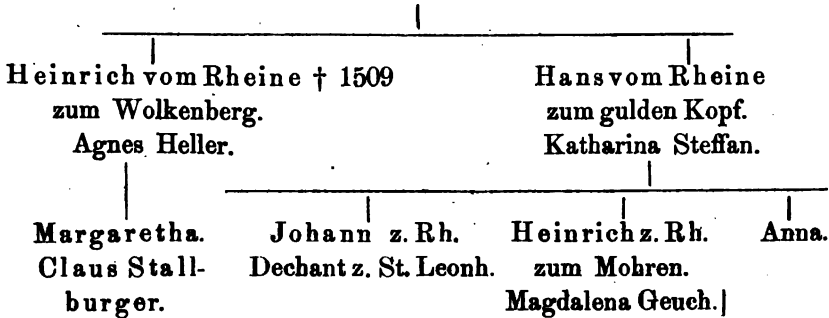 Heinrich vom Rheine † 1509
zum Wolkenberg.
Agnes Heller.
Hans vom Rheine
zum gulden Kopf.
Katharina Steffan.
Margaretha.
Claus Stall-
burger.
Johann z. Rh.
Dechant z. St. Leonh.
Heinrich z. Rh.
zum Mohren.
Magdalena Geuch.
Anna.